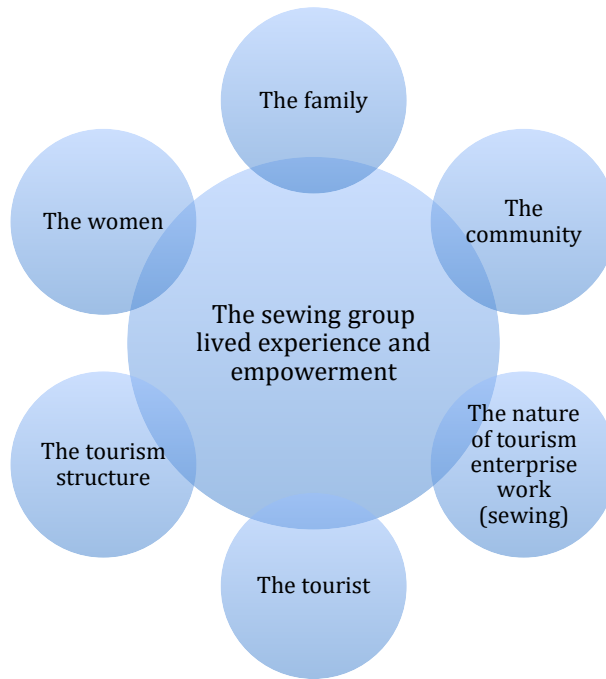 The family
The women
The
community
The sewing group
lived experience and
empowerment
The tourism
structure
The nature
of tourism
enterprise
work
(sewing)
The tourist